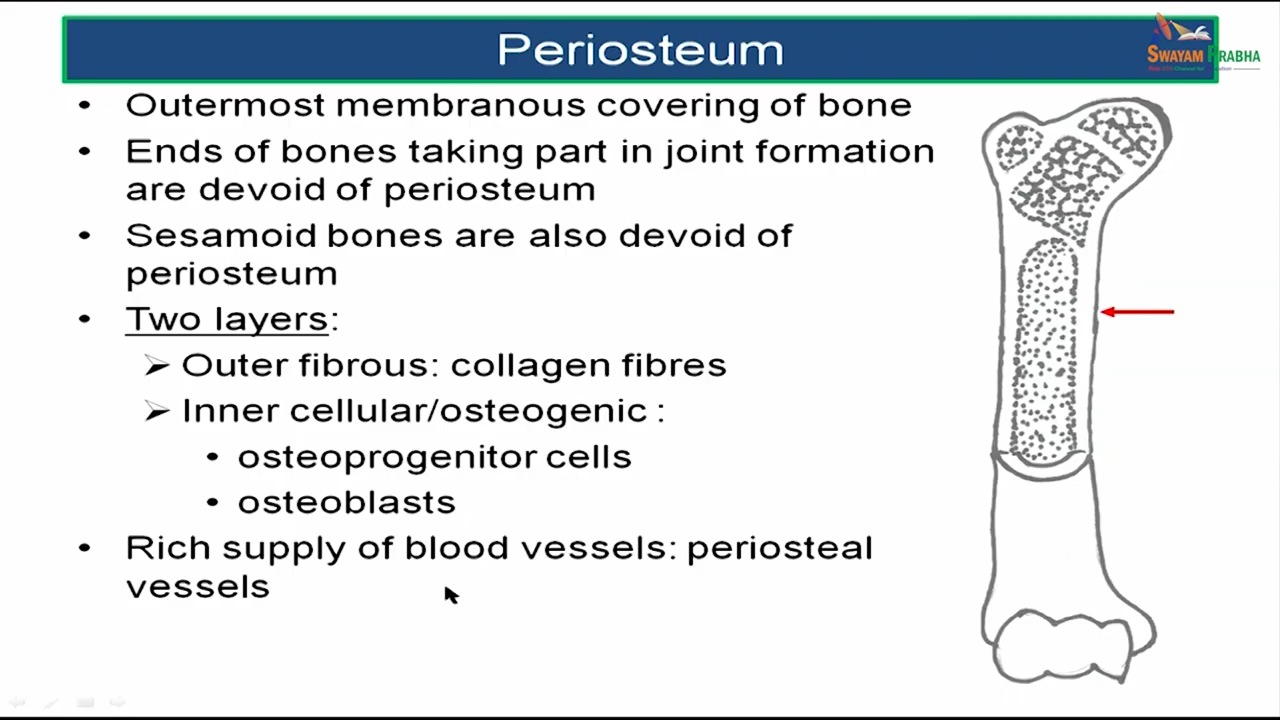 Periosteum
SWAYAM PRABHA
• Outermost membranous covering of bone
• Ends of bones taking part in joint formation
are devoid of periosteum
• Sesamoid bones are also devoid of
periosteum
• Two layers:
➢ Outer fibrous: collagen fibres
➢ Inner cellular/osteogenic :
• osteoprogenitor cells
• osteoblasts
• Rich supply of blood vessels: periosteal
vessels